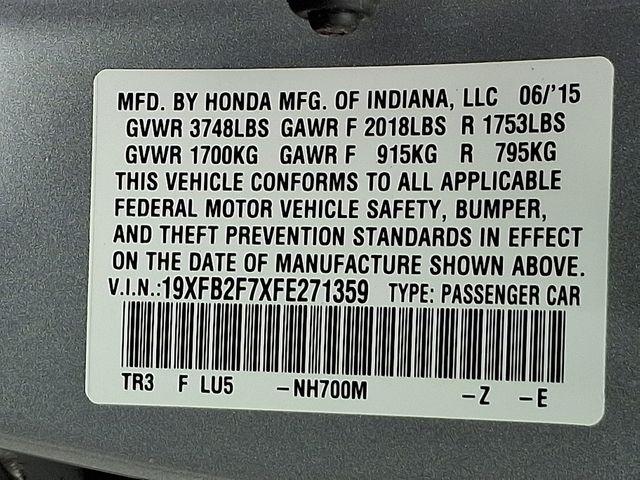 MFD. BY HONDA MFG. OF INDIANA, LLC 06/'15
GVWR 3748LBS GAWR F 2018LBS R 1753LBS
GVWR 1700KG GAWR F 915KG R 795KG
THIS VEHICLE CONFORMS TO ALL APPLICABLE
FEDERAL MOTOR VEHICLE SAFETY, BUMPER,
AND THEFT PREVENTION STANDARDS IN EFFECT
ON THE DATE OF MANUFACTURE SHOWN ABOVE.
V.I.N.:19XFB2F7XFE271359 TYPE: PASSENGER CAR
TR3 F LU5 -NH700M -Z -E